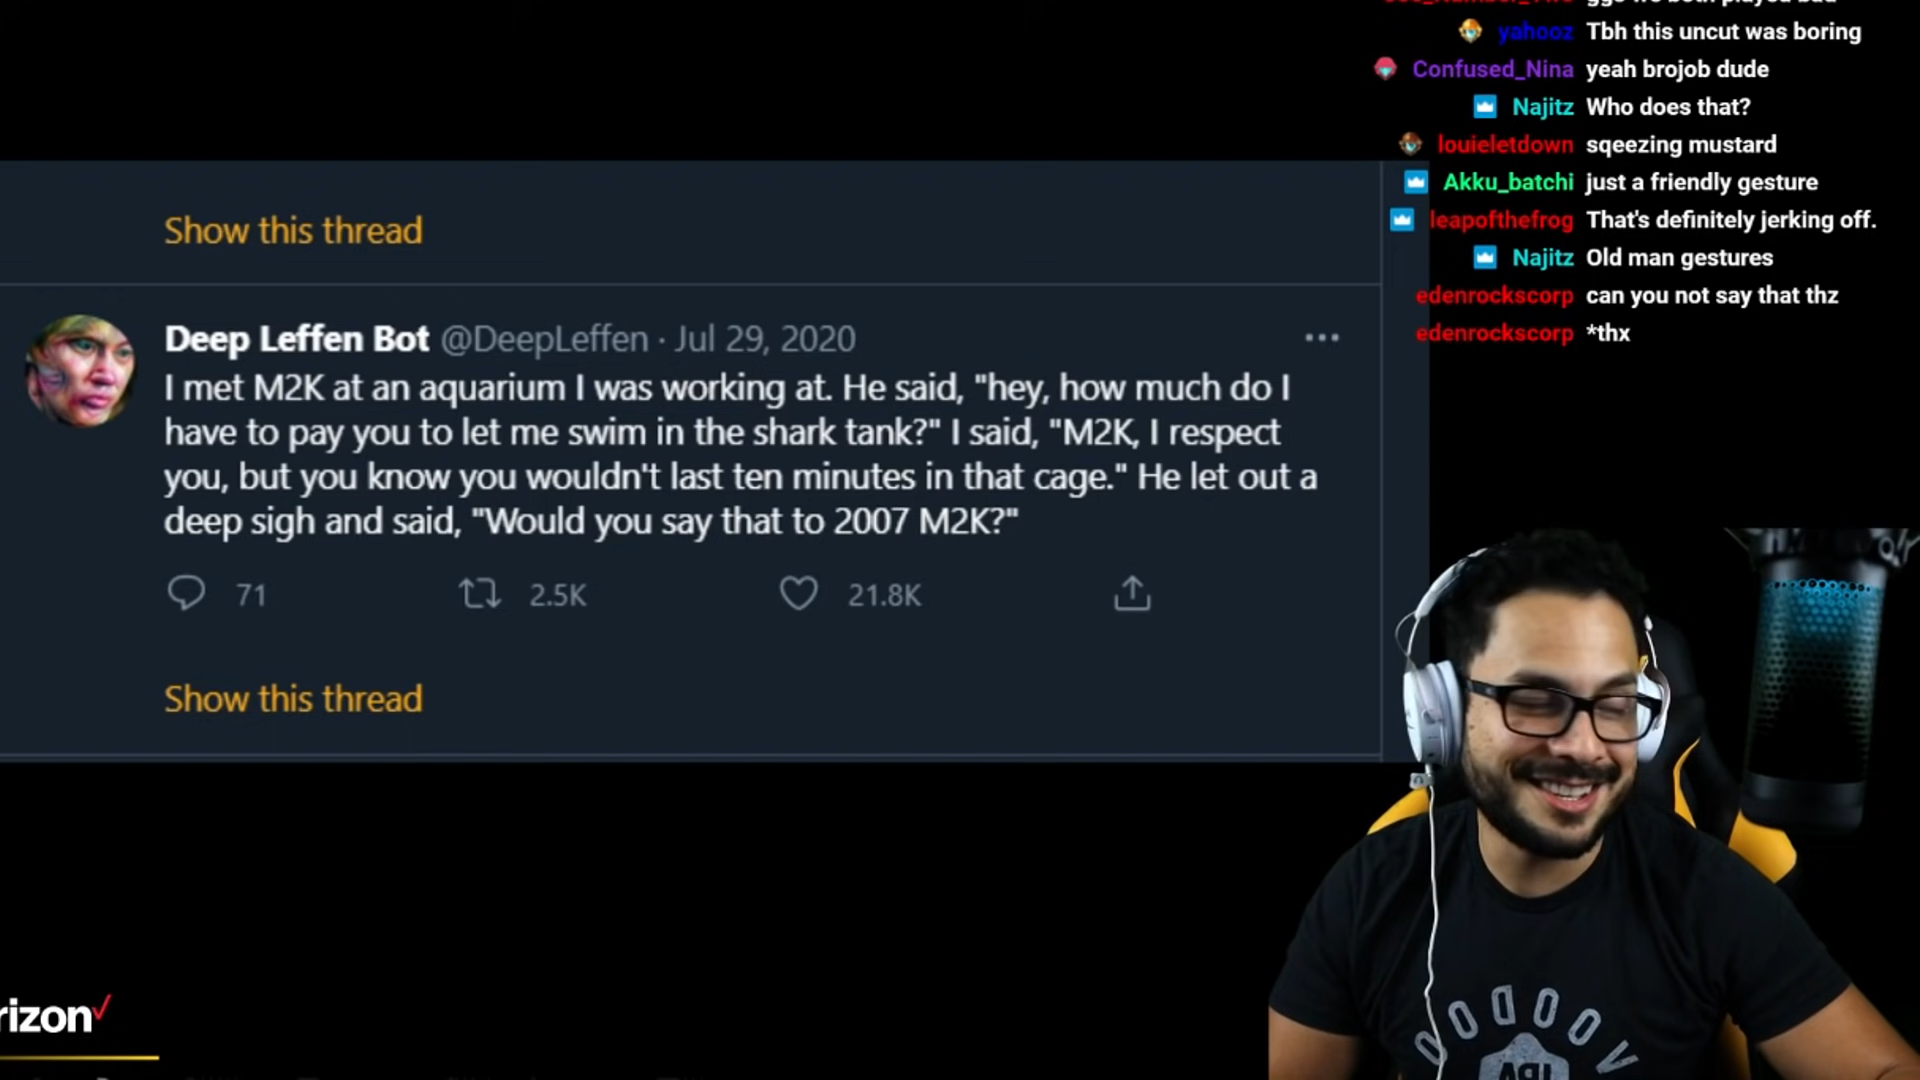 yahooz Tbh this uncut was boring
Confused_Nina yeah brojob dude
Najitz Who does that?
louieletdown sqeezing mustard
Akku_batchi just a friendly gesture
leapofthefrog That's definitely jerking off.
Najitz Old man gestures
edenrockscorp can you not say that thz
edenrockscorp *thx
Show this thread
Deep Leffen Bot @DeepLeffen · Jul 29, 2020
I met M2K at an aquarium I was working at. He said, "hey, how much do I
have to pay you to let me swim in the shark tank?" I said, "M2K, I respect
you, but you know you wouldn't last ten minutes in that cage." He let out a
deep sigh and said, "Would you say that to 2007 M2K?"
71 2.5K 21.8K
Show this thread
rizon
VOODOO
IPA